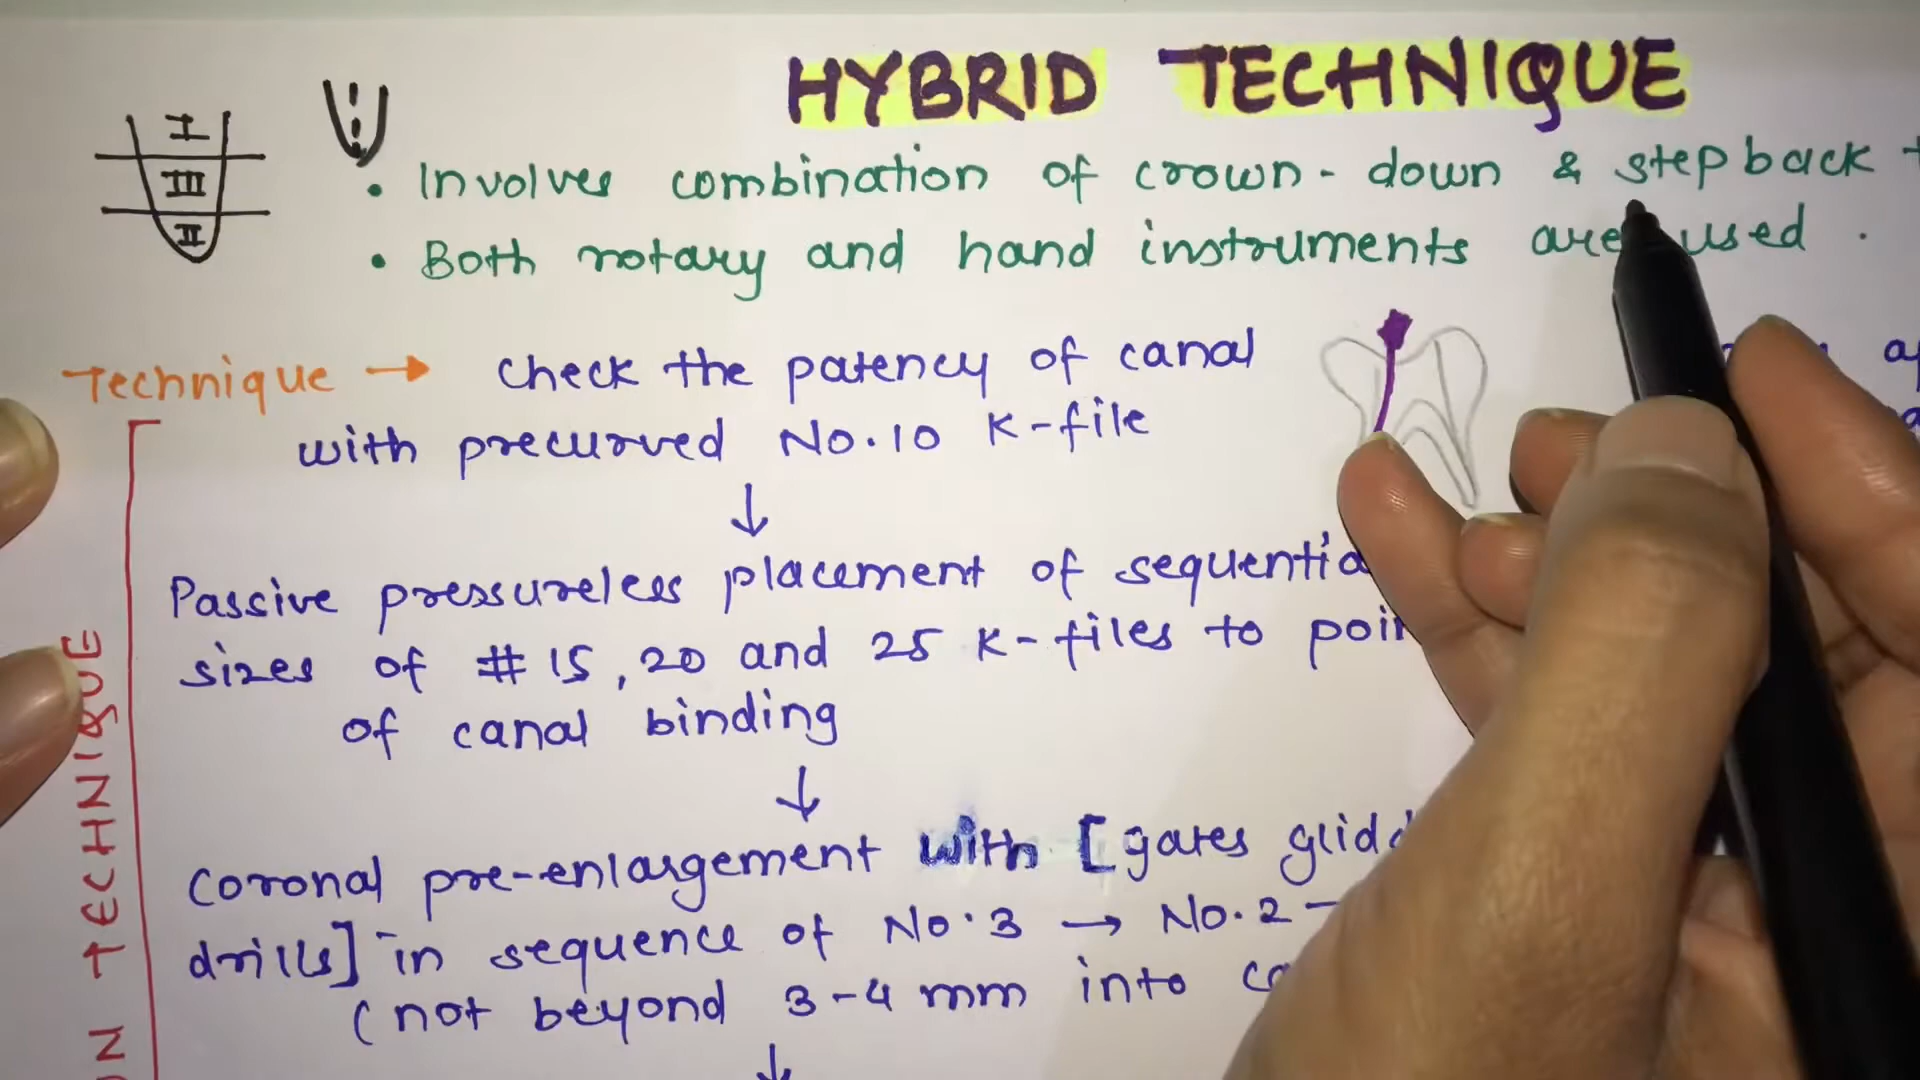 HYBRID TECHNIQUE
I
III
II
• Involves combination of crown-down & step back
• Both rotary and hand instruments are used.
Technique → check the patency of canal
with precurved No.10 K-file
↓
Passive pressureless placement of
sizes of #15, 20 and 25 K-files to
of canal binding
↓
coronal pre-enlargement with [gates
drills] in sequence of No.3 → No.2
(not beyond 3-4 mm into
↓
TECHNIQUE